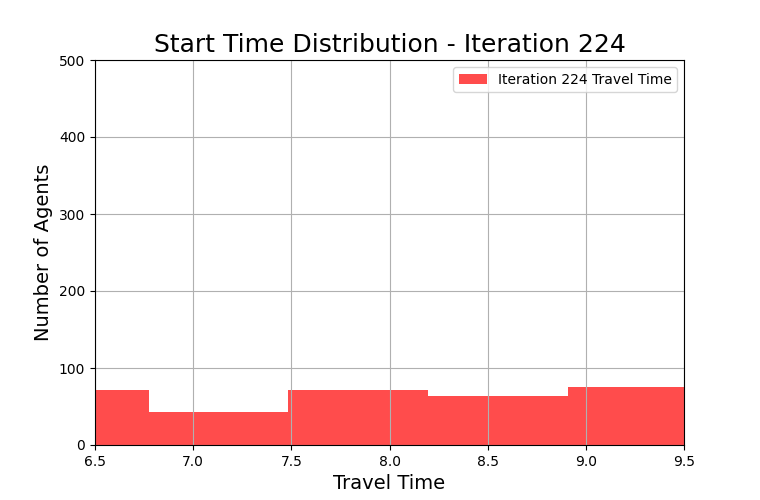 Start Time Distribution - Iteration 224
Iteration 224 Travel Time
Number of Agents
500
400
300
200
100
0
6.5 7.0 7.5 8.0 8.5 9.0 9.5
Travel Time